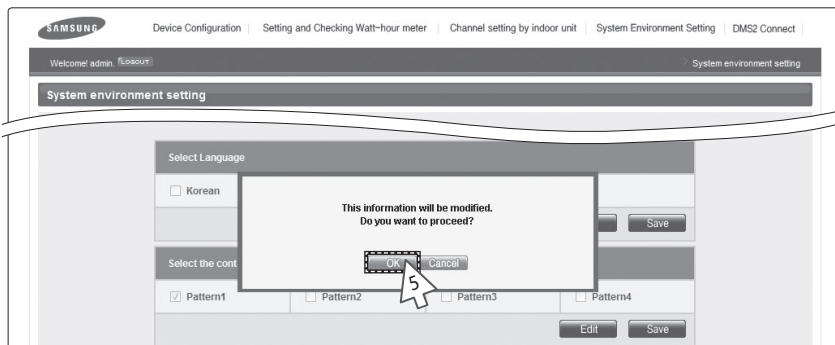 SAMSUNG
Device Configuration Setting and Checking Watt-hour meter Channel setting by indoor unit System Environment Setting DMS2 Connect
Welcome! admin. LOGOUT
System environment setting
System environment setting
Select Language
Korean
This information will be modified.
Do you want to proceed?
Save
OK
Cancel
5
Select the cont
Pattern1
Pattern2
Pattern3
Pattern4
Edit
Save